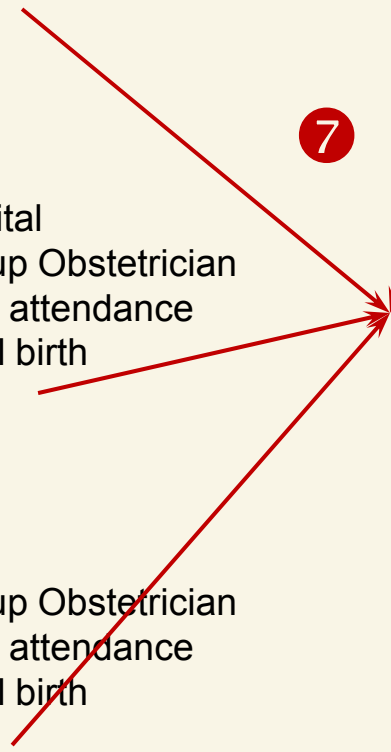 7
ital
up Obstetrician
attendance
l birth
up Obstetrician
attendance
l birth